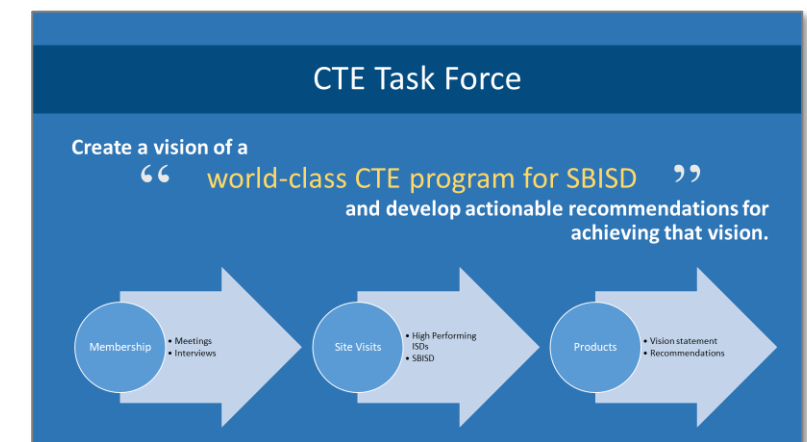 CTE Task Force
Create a vision of a
“ world-class CTE program for SBISD ”
and develop actionable recommendations for
achieving that vision.
Membership
• Meetings
• Interviews
Site Visits
• High Performing
ISDs
• SBISD
Products
• Vision statement
• Recommendations